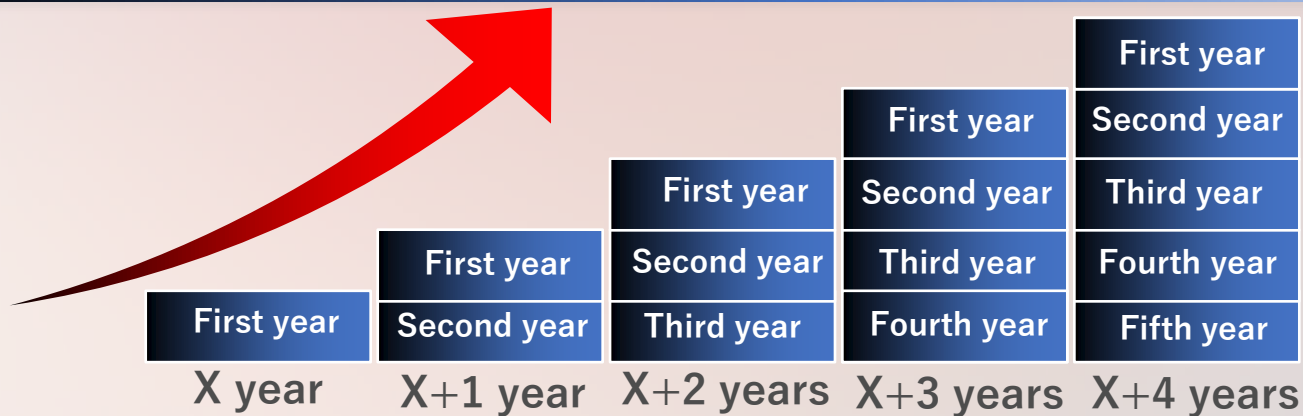 First year
X year
First year
Second year
X+1 year
First year
Second year
Third year
X+2 years
First year
Second year
Third year
Fourth year
X+3 years
First year
Second year
Third year
Fourth year
Fifth year
X+4 years